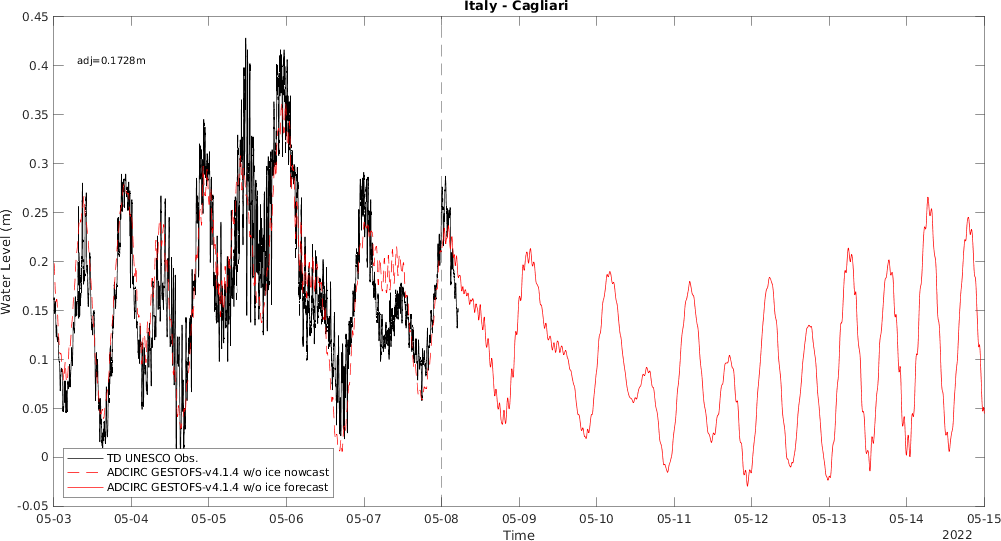 Italy - Cagliari
adj=0.1728m
0.45
0.4
0.35
0.3
0.25
0.2
0.15
0.1
0.05
0
-0.05
Water Level (m)
TD UNESCO Obs.
ADCIRC GESTOFS-v4.1.4 w/o ice nowcast
ADCIRC GESTOFS-v4.1.4 w/o ice forecast
05-03 05-04 05-05 05-06 05-07 05-08 05-09 05-10 05-11 05-12 05-13 05-14 05-15
Time
2022